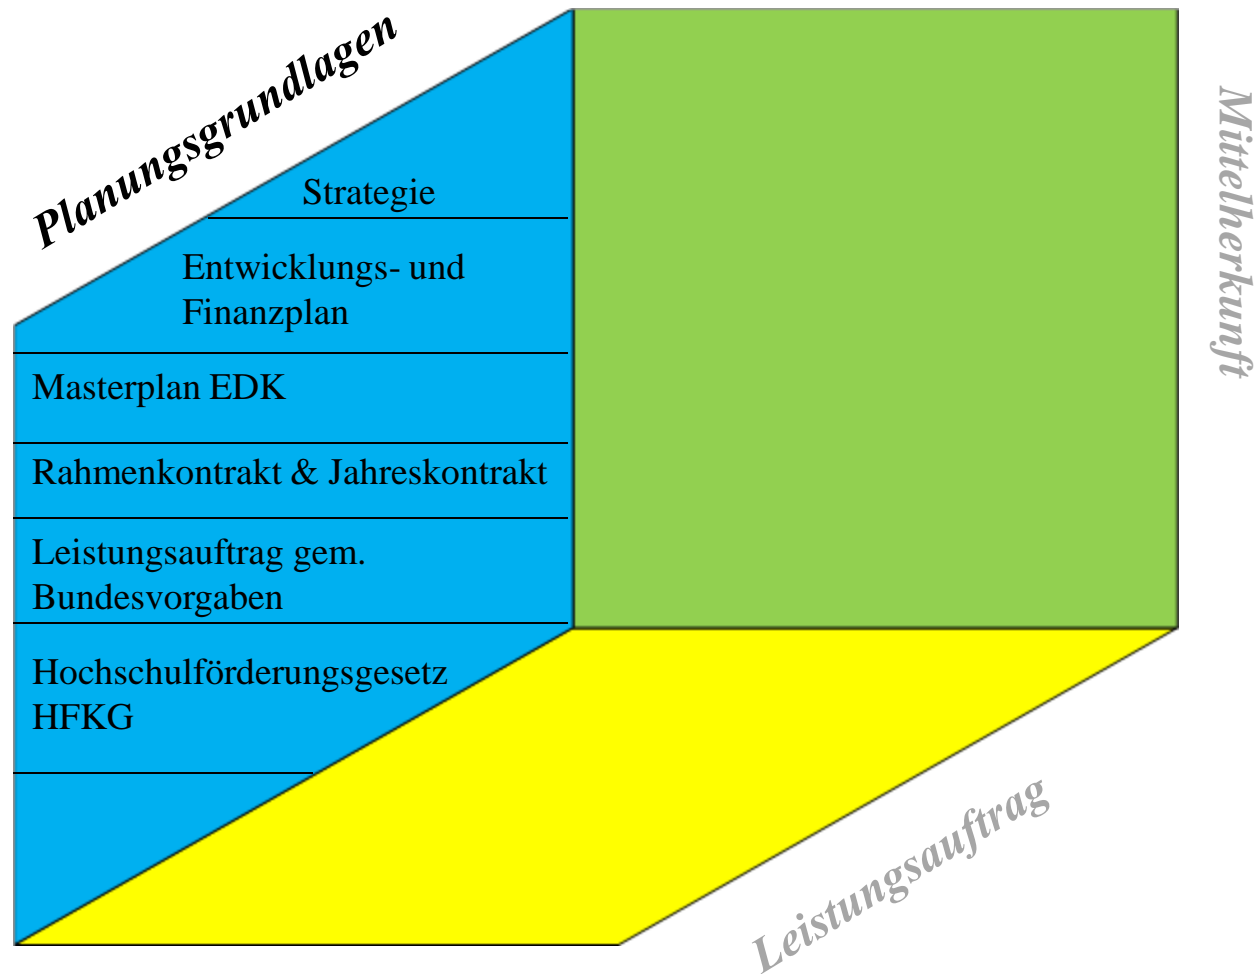 Planungsgrundlagen
Mittelherkunft
Strategie
Entwicklungs- und
Finanzplan
Masterplan EDK
Rahmenkontrakt & Jahreskontrakt
Leistungsauftrag gem.
Bundesvorgaben
Hochschulförderungsgesetz
HFKG
Leistungsauftrag